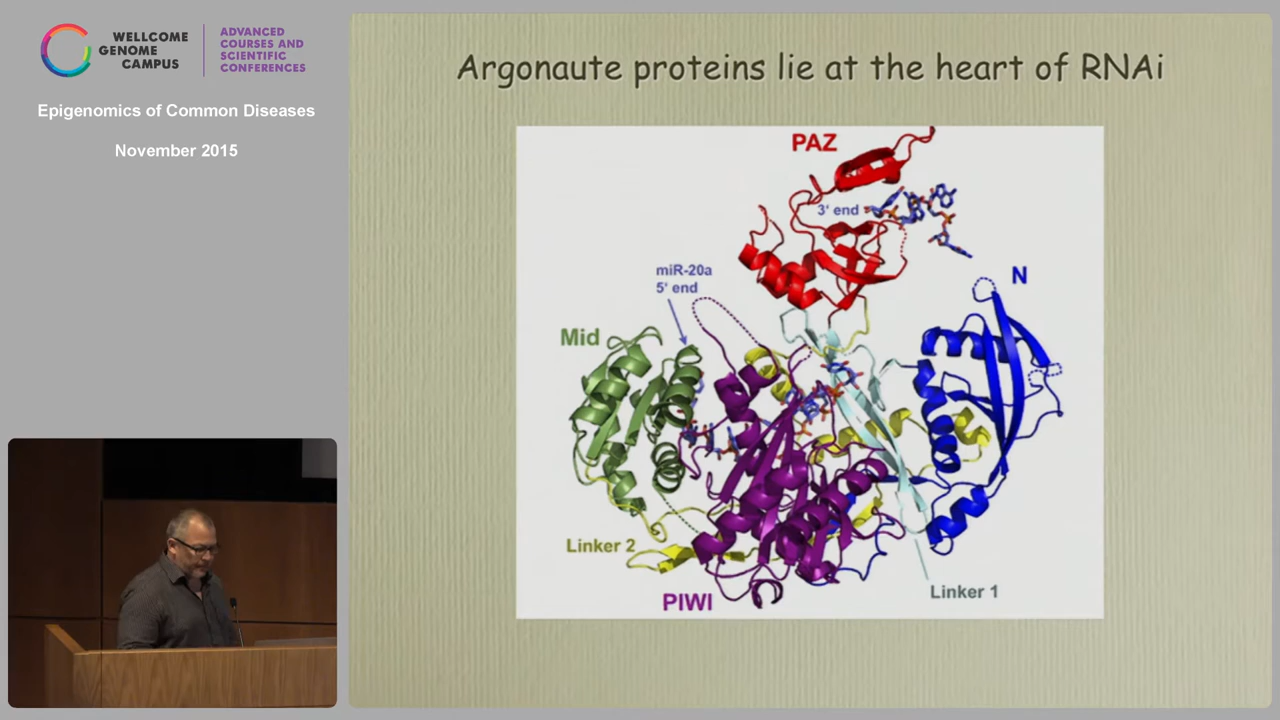 WELLCOME
GENOME
CAMPUS
ADVANCED
COURSES AND
SCIENTIFIC
CONFERENCES
Epigenomics of Common Diseases
November 2015
Argonaute proteins lie at the heart of RNAi
PAZ
3' end
miR-20a
5' end
N
Mid
Linker 2
PIWI
Linker 1